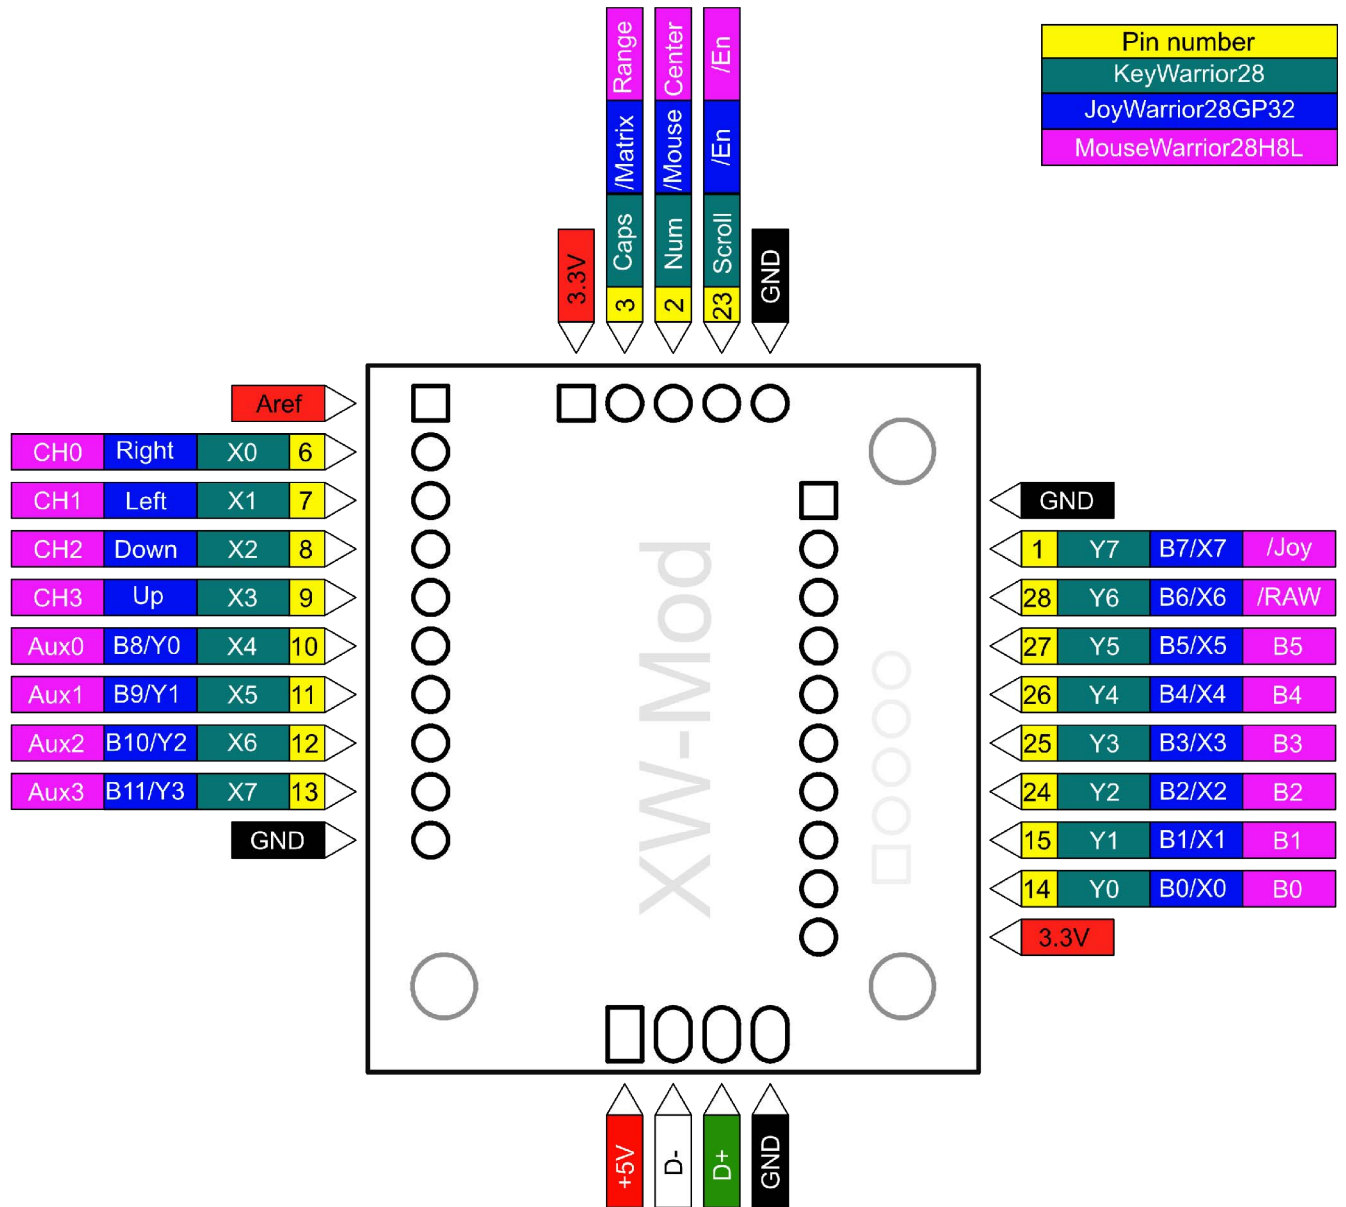 Pin number
KeyWarrior28
JoyWarrior28GP32
MouseWarrior28H8L
3.3V
3 Caps /Matrix Range
2 Num /Mouse Center
23 Scroll /En /En
GND
Aref
CH0 Right X0 6
CH1 Left X1 7
CH2 Down X2 8
CH3 Up X3 9
Aux0 B8/Y0 X4 10
Aux1 B9/Y1 X5 11
Aux2 B10/Y2 X6 12
Aux3 B11/Y3 X7 13
GND
XW-Mod
GND
1 Y7 B7/X7 /Joy
28 Y6 B6/X6 /RAW
27 Y5 B5/X5 B5
26 Y4 B4/X4 B4
25 Y3 B3/X3 B3
24 Y2 B2/X2 B2
15 Y1 B1/X1 B1
14 Y0 B0/X0 B0
3.3V
+5V
D-
D+
GND